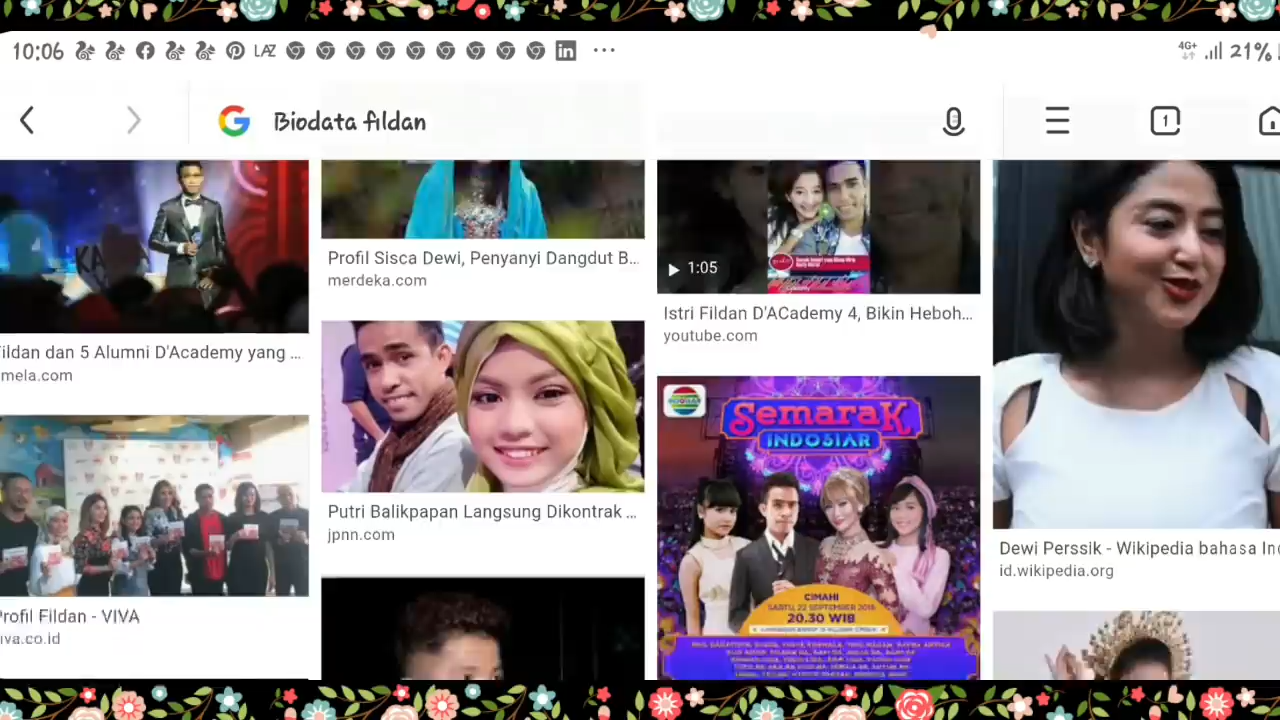 10:06
LAZ
4G+
21%
Biodata fildan
ildan dan 5 Alumni D'Academy yang ...
mela.com
Profil Fildan - VIVA
iva.co.id
Profil Sisca Dewi, Penyanyi Dangdut B...
merdeka.com
Putri Balikpapan Langsung Dikontrak ...
jpnn.com
1:05
Istri Fildan D'ACademy 4, Bikin Heboh...
youtube.com
INDOSIAR
SemaraK
INDOSIAR
CIMAHI
SABTU, 22 SEPTEMBER 2018
20.30 WIB
Dewi Perssik - Wikipedia bahasa In
id.wikipedia.org